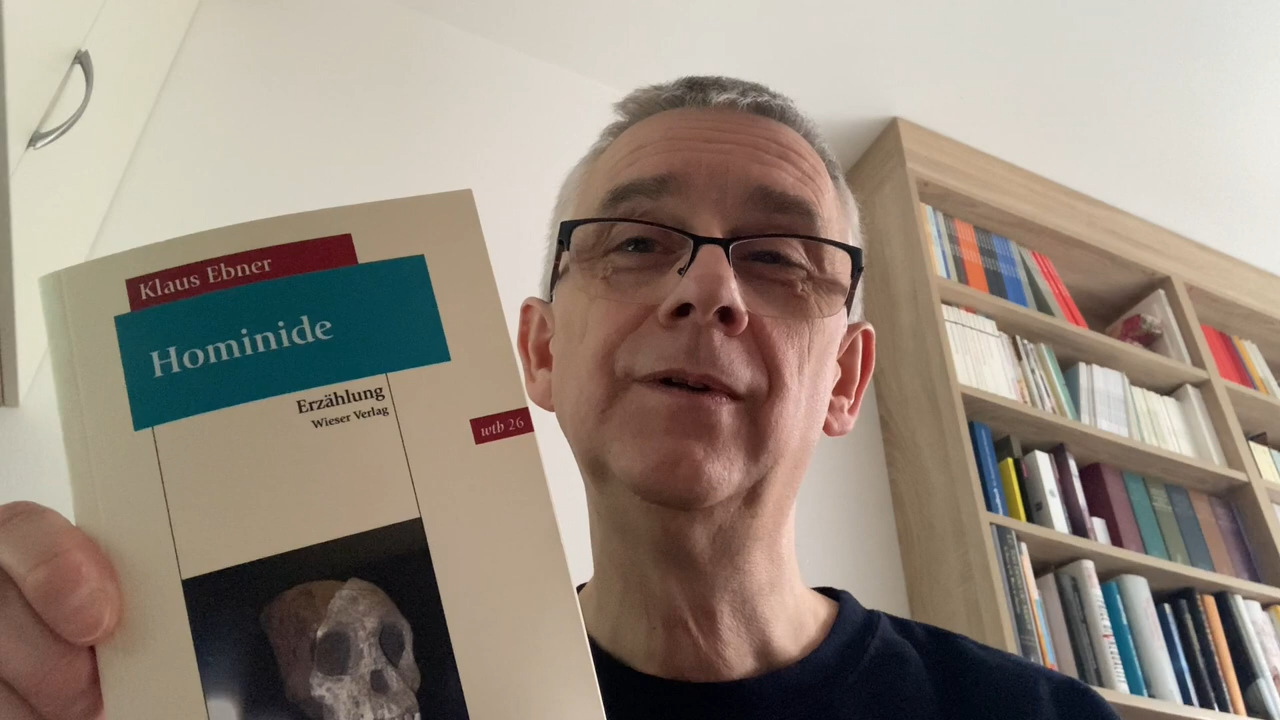 Klaus Ebner
Hominide
Erzählung
Wieser Verlag
wtb 26